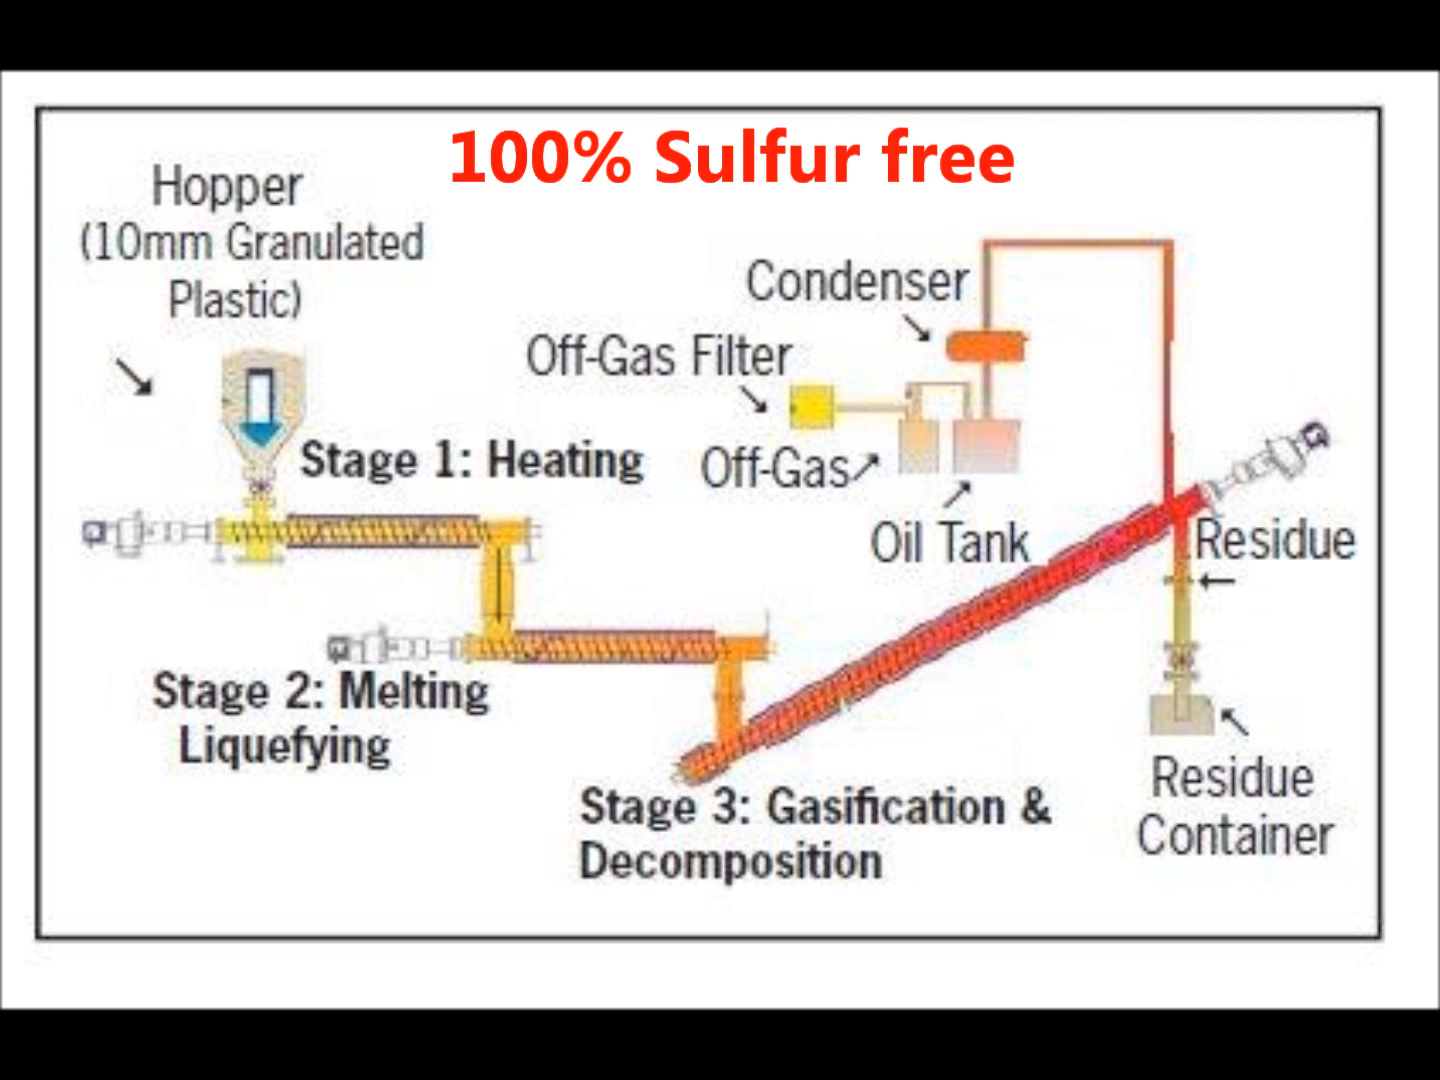 100% Sulfur free
Hopper
(10mm Granulated
Plastic)
Condenser
Off-Gas Filter
Stage 1: Heating
Off-Gas
Oil Tank
Residue
Stage 2: Melting
Liquefying
Stage 3: Gasification &
Decomposition
Residue
Container